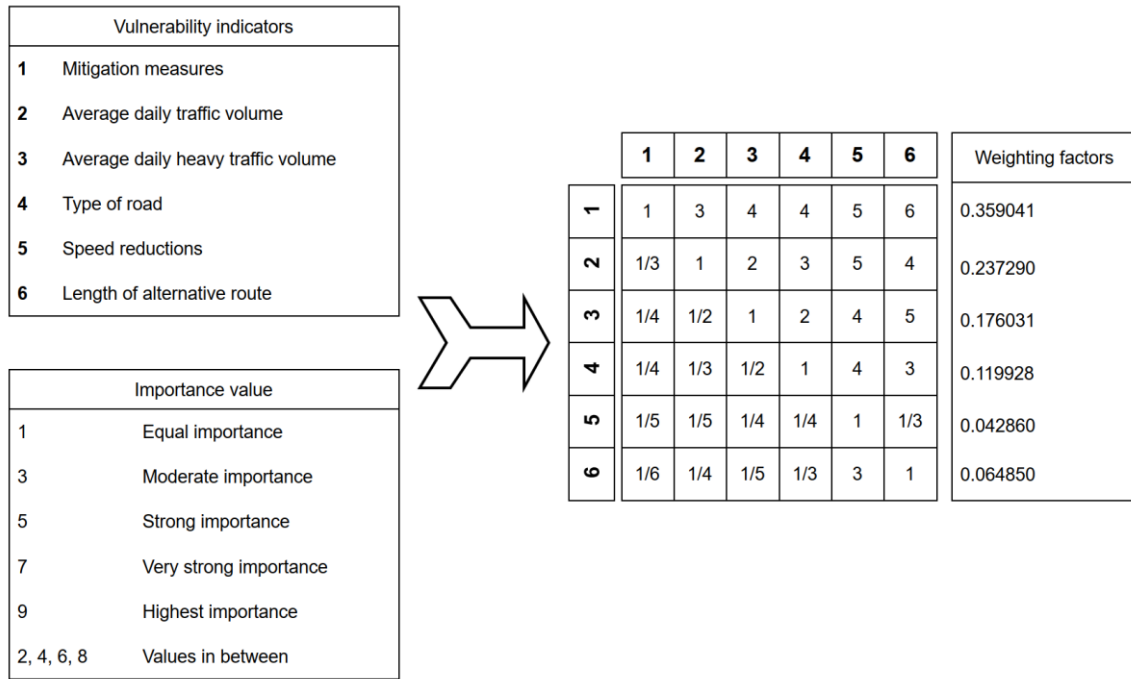 Vulnerability indicators
1 Mitigation measures
2 Average daily traffic volume
3 Average daily heavy traffic volume
4 Type of road
5 Speed reductions
6 Length of alternative route
Importance value
1 Equal importance
3 Moderate importance
5 Strong importance
7 Very strong importance
9 Highest importance
2, 4, 6, 8 Values in between
1 2 3 4 5 6 Weighting factors
1 1 3 4 4 5 6 0.359041
2 1/3 1 2 3 5 4 0.237290
3 1/4 1/2 1 2 4 5 0.176031
4 1/4 1/3 1/2 1 4 3 0.119928
5 1/5 1/5 1/4 1/4 1 1/3 0.042860
6 1/6 1/4 1/5 1/3 3 1 0.064850